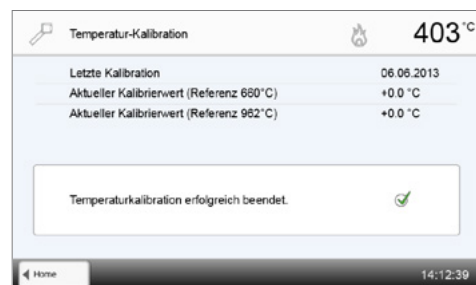 Temperatur-Kalibration 403°C
Letzte Kalibration 06.06.2013
Aktueller Kalibrierwert (Referenz 660°C) +0.0 °C
Aktueller Kalibrierwert (Referenz 962°C) +0.0 °C
Temperaturkalibration erfolgreich beendet.
Home 14:12:39